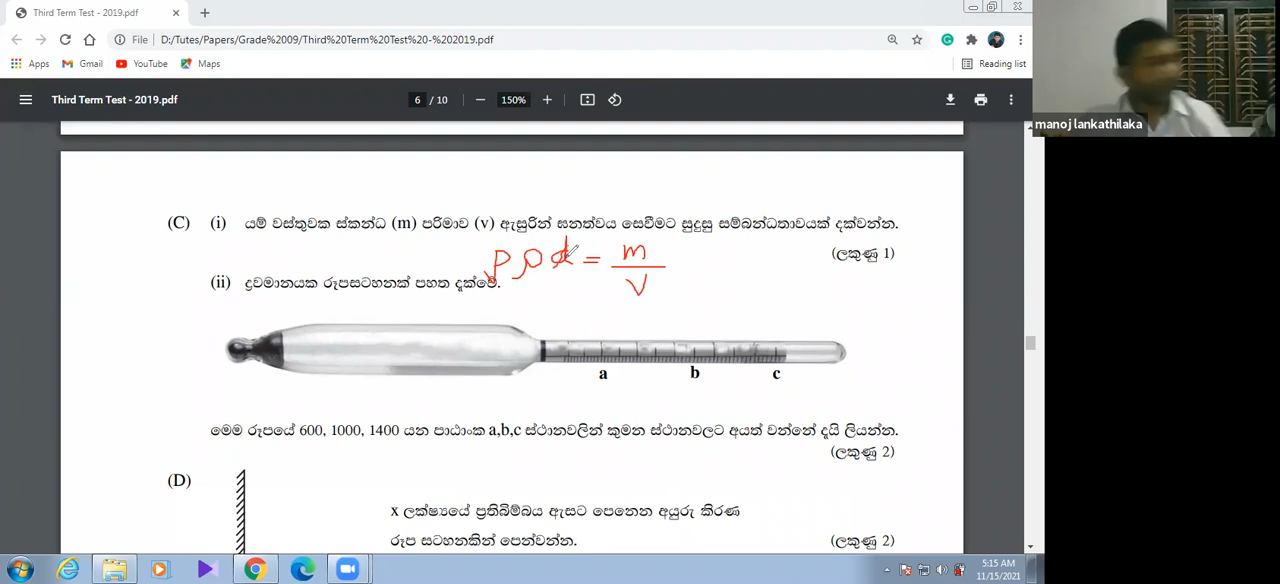 Third Term Test - 2019.pdf
File D:/Tutes/Papers/Grade%2009/Third%20Term%20Test%20-%202019.pdf
Apps Gmail YouTube Maps Reading list
Third Term Test - 2019.pdf 6 / 10 150%
manoj lankathilaka
(C) (i) යම් වස්තුවක ස්කන්ධ (m) පරිමාව (v) ඇසුරින් ඝනත්වය සෙවීමට සුදුසු සම්බන්ධතාවයක් දක්වන්න.
(ලකුණු 1)
ρ ρ d = m
V
(ii) ද්‍රවමානයක රූපසටහනක් පහත දැක්වේ.
a b c
මෙම රූපයේ 600, 1000, 1400 යන පාඨාංක a,b,c ස්ථානවලින් කුමන ස්ථානවලට අයත් වන්නේ දැයි ලියන්න.
(ලකුණු 2)
(D)
x ලක්ෂ්‍යයේ ප්‍රතිබිම්බය ඇසට පෙනෙන අයුරු කිරණ
රූප සටහනකින් පෙන්වන්න. (ලකුණු 2)
5:15 AM
11/15/2021